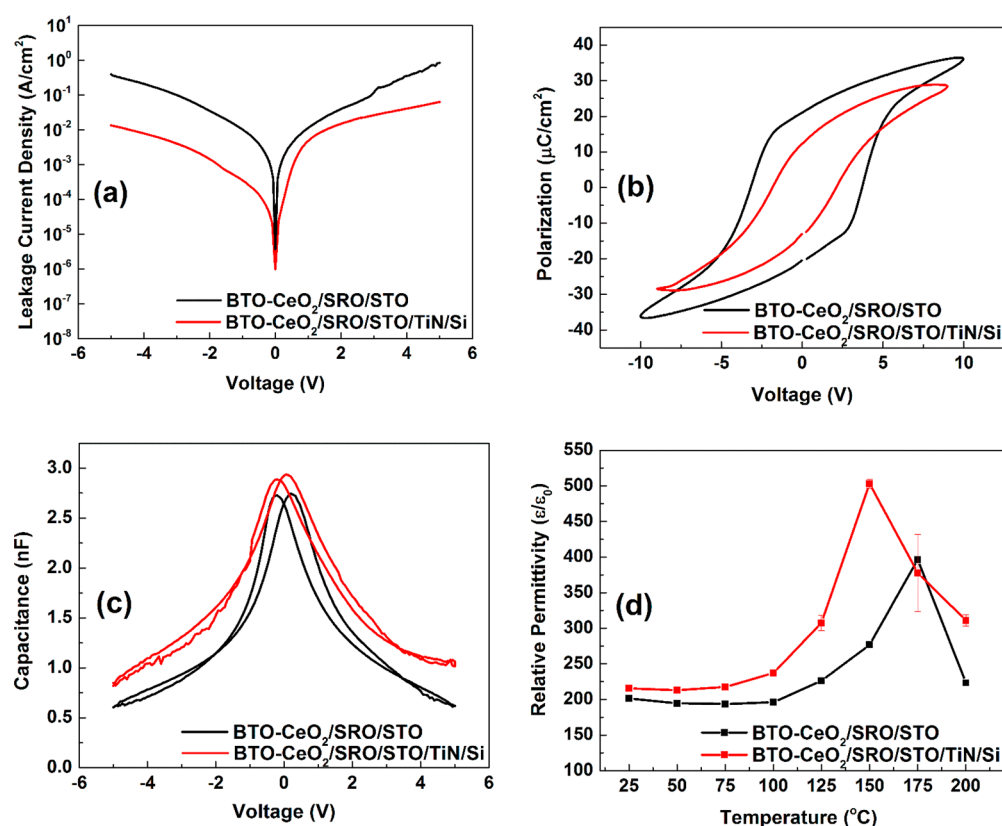 (a)
Leakage Current Density (A/cm²)
10¹
10⁰
10⁻¹
10⁻²
10⁻³
10⁻⁴
10⁻⁵
10⁻⁶
10⁻⁷
10⁻⁸
BTO-CeO₂/SRO/STO
BTO-CeO₂/SRO/STO/TiN/Si
-6 -4 -2 0 2 4 6
Voltage (V)
(b)
Polarization (μC/cm²)
40
30
20
10
0
-10
-20
-30
-40
BTO-CeO₂/SRO/STO
BTO-CeO₂/SRO/STO/TiN/Si
-10 -5 0 5 10
Voltage (V)
(c)
Capacitance (nF)
3.0
2.5
2.0
1.5
1.0
0.5
0.0
BTO-CeO₂/SRO/STO
BTO-CeO₂/SRO/STO/TiN/Si
-6 -4 -2 0 2 4 6
Voltage (V)
(d)
Relative Permittivity (ε/ε₀)
550
500
450
400
350
300
250
200
150
100
BTO-CeO₂/SRO/STO
BTO-CeO₂/SRO/STO/TiN/Si
25 50 75 100 125 150 175 200
Temperature (°C)